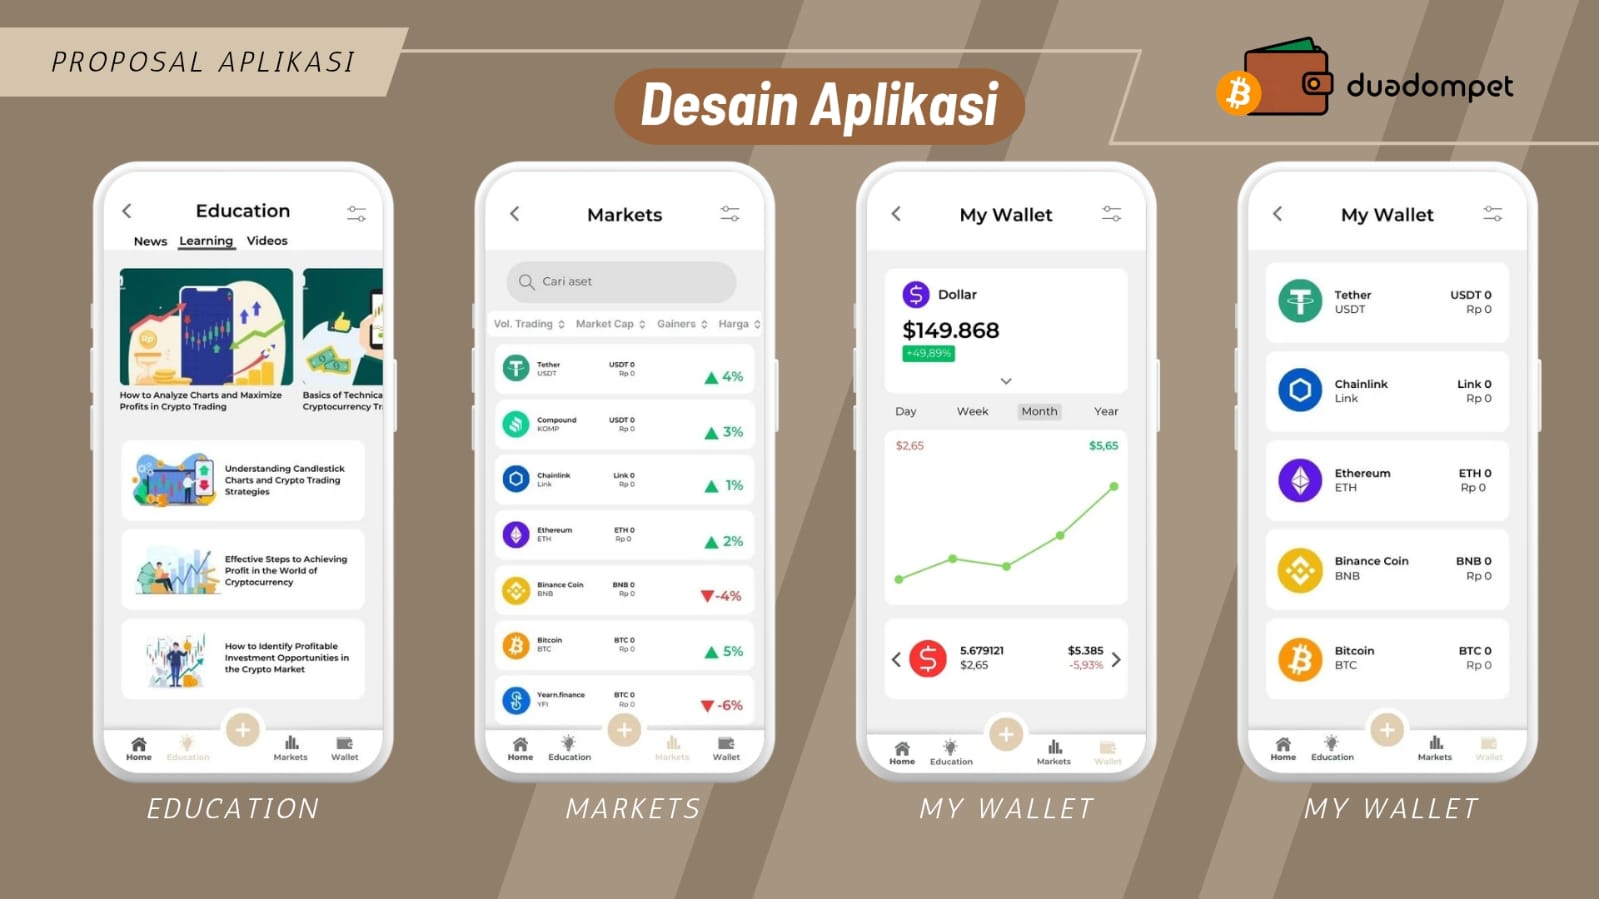 PROPOSAL APLIKASI
Desain Aplikasi
duadompet
Education
News Learning Videos
How to Analyze Charts and Maximize
Profits in Crypto Trading
Basics of Technica
Cryptocurrency Tr
Understanding Candlestick
Charts and Crypto Trading
Strategies
Effective Steps to Achieving
Profit in the World of
Cryptocurrency
How to Identify Profitable
Investment Opportunities in
the Crypto Market
Home Education + Markets Wallet
EDUCATION
Markets
Cari aset
Vol. Trading Market Cap Gainers Harga
Tether USDT 0
USDT Rp 0
4%
Compound USDT 0
KOMP Rp 0
3%
Chainlink Link 0
Link Rp 0
1%
Ethereum ETH 0
ETH Rp 0
2%
Binance Coin BNB 0
BNB Rp 0
-4%
Bitcoin BTC 0
BTC Rp 0
5%
Yearn.finance BTC 0
YFI Rp 0
-6%
Home Education + Markets Wallet
MARKETS
My Wallet
Dollar
$149.868
+49,89%
Day Week Month Year
$2,65 $5,65
5.679121 $5.385
$2,65 -5,93%
Home Education + Markets Wallet
MY WALLET
My Wallet
Tether USDT 0
USDT Rp 0
Chainlink Link 0
Link Rp 0
Ethereum ETH 0
ETH Rp 0
Binance Coin BNB 0
BNB Rp 0
Bitcoin BTC 0
BTC Rp 0
Home Education + Markets Wallet
MY WALLET